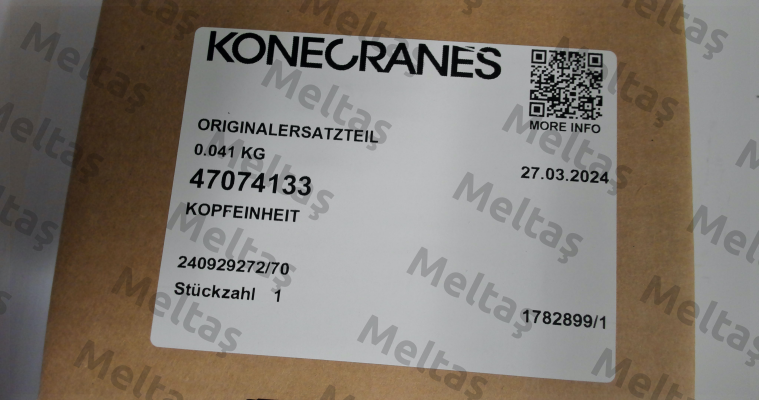 KONECRANES
MORE INFO
ORIGINALERSATZTEIL
0.041 KG
27.03.2024
47074133
KOPFEINHEIT
240929272/70
Stückzahl 1
1782899/1
Meltaş